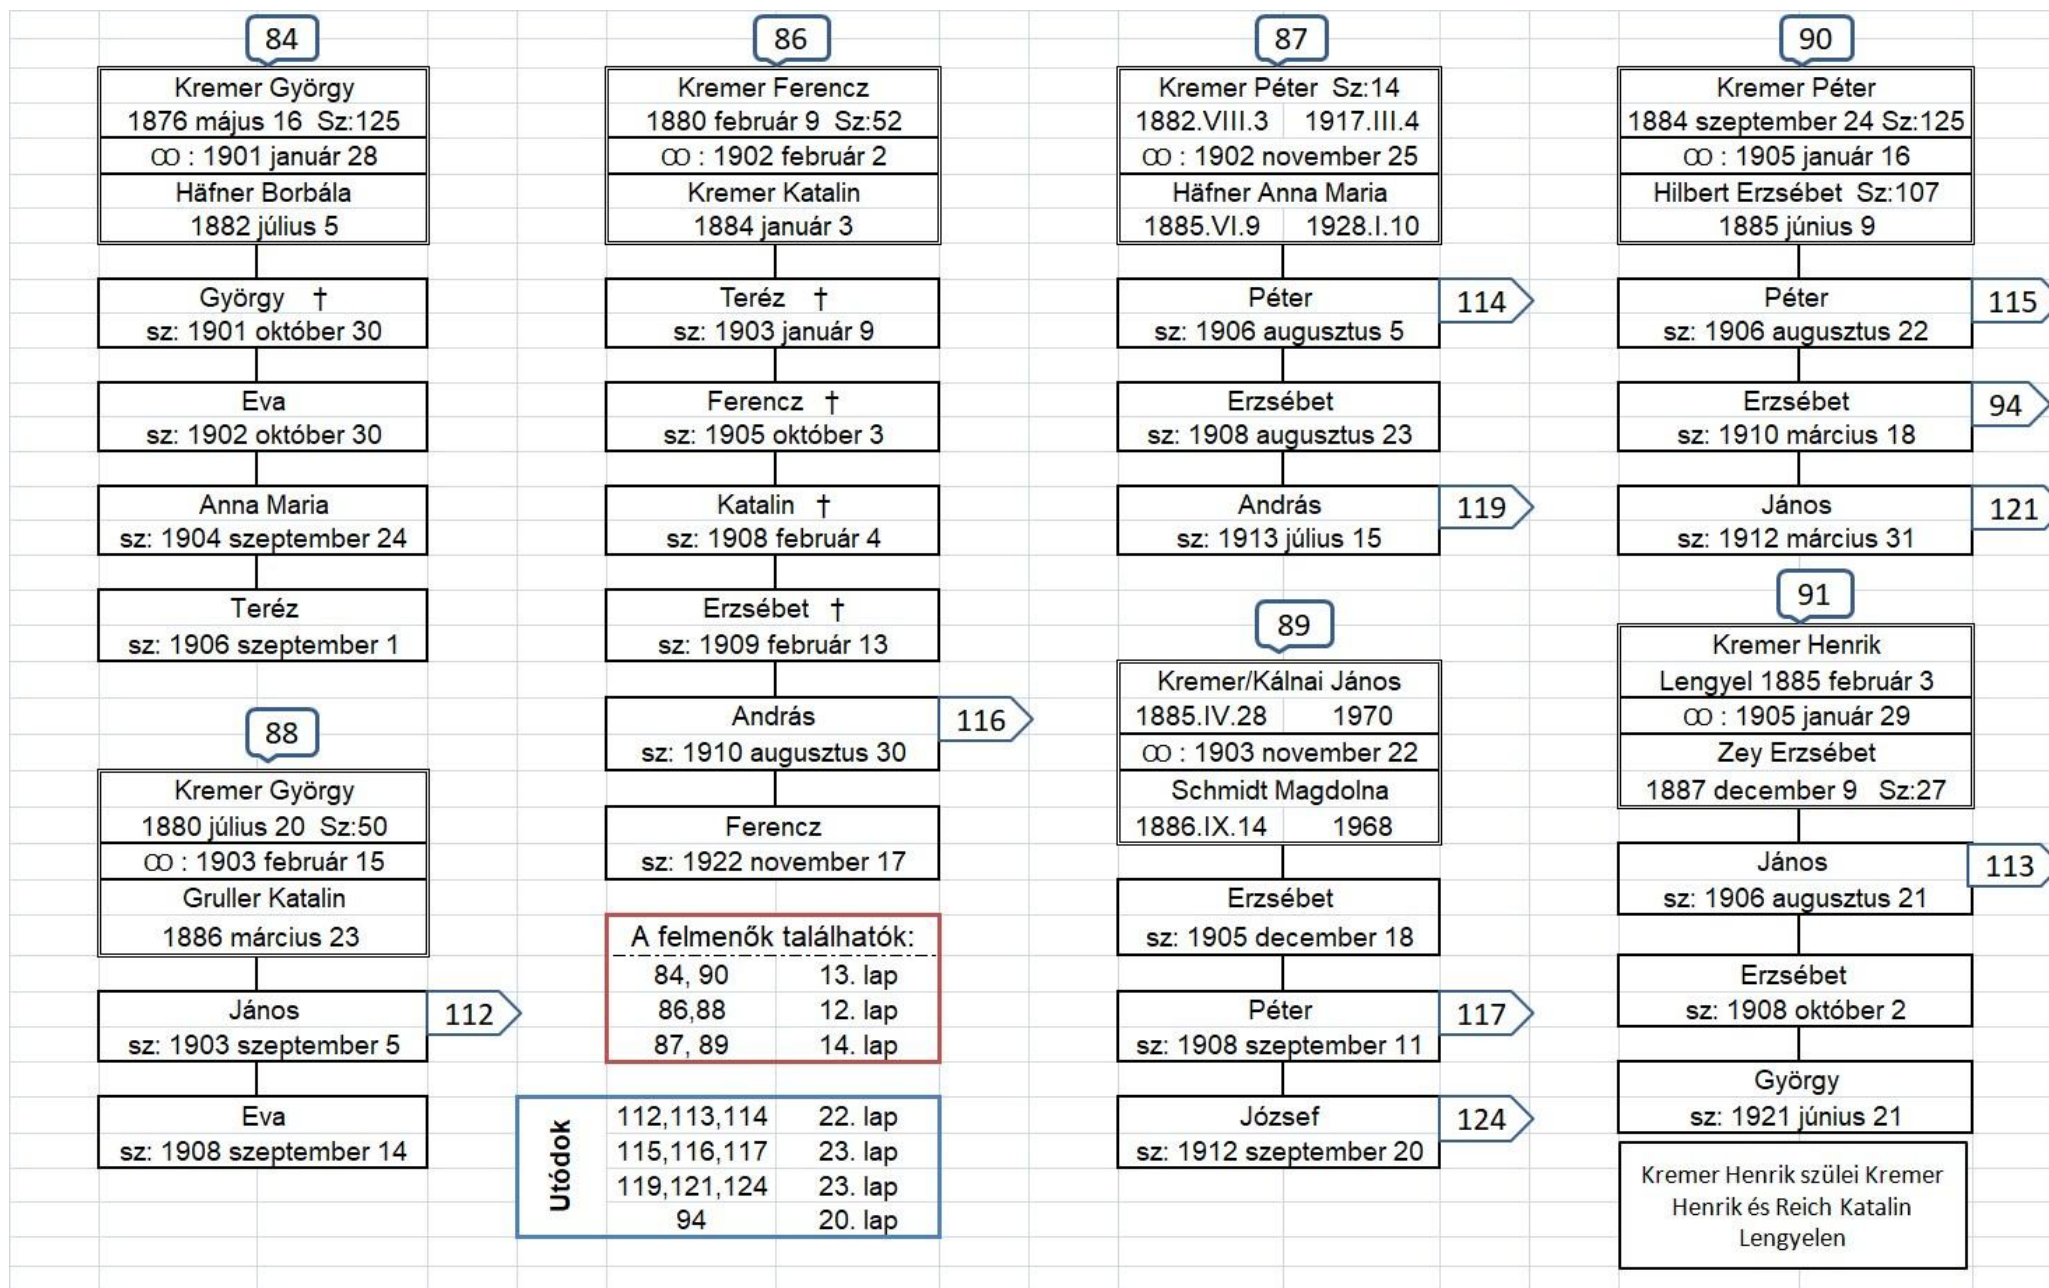 84
Kremer György
1876 május 16  Sz:125
ꝏ : 1901 január 28
Häfner Borbála
1882 július 5
György †
sz: 1901 október 30
Eva
sz: 1902 október 30
Anna Maria
sz: 1904 szeptember 24
Teréz
sz: 1906 szeptember 1
88
Kremer György
1880 július 20  Sz:50
ꝏ : 1903 február 15
Gruller Katalin
1886 március 23
János
112
sz: 1903 szeptember 5
Eva
sz: 1908 szeptember 14
86
Kremer Ferencz
1880 február 9  Sz:52
ꝏ : 1902 február 2
Kremer Katalin
1884 január 3
Teréz †
sz: 1903 január 9
Ferencz †
sz: 1905 október 3
Katalin †
sz: 1908 február 4
Erzsébet †
sz: 1909 február 13
András
116
sz: 1910 augusztus 30
Ferencz
sz: 1922 november 17
A felmenők találhatók:
84, 90 13. lap
86,88 12. lap
87, 89 14. lap
Utódok
112,113,114 22. lap
115,116,117 23. lap
119,121,124 23. lap
94 20. lap
87
Kremer Péter  Sz:14
1882.VIII.3 1917.III.4
ꝏ : 1902 november 25
Häfner Anna Maria
1885.VI.9 1928.I.10
Péter
114
sz: 1906 augusztus 5
Erzsébet
sz: 1908 augusztus 23
András
119
sz: 1913 július 15
89
Kremer/Kálnai János
1885.IV.28 1970
ꝏ : 1903 november 22
Schmidt Magdolna
1886.IX.14 1968
Erzsébet
sz: 1905 december 18
Péter
117
sz: 1908 szeptember 11
József
124
sz: 1912 szeptember 20
90
Kremer Péter
1884 szeptember 24 Sz:125
ꝏ : 1905 január 16
Hilbert Erzsébet  Sz:107
1885 június 9
Péter
115
sz: 1906 augusztus 22
Erzsébet
94
sz: 1910 március 18
János
121
sz: 1912 március 31
91
Kremer Henrik
Lengyel 1885 február 3
ꝏ : 1905 január 29
Zey Erzsébet
1887 december 9   Sz:27
János
113
sz: 1906 augusztus 21
Erzsébet
sz: 1908 október 2
György
sz: 1921 június 21
Kremer Henrik szülei Kremer
Henrik és Reich Katalin
Lengyelen